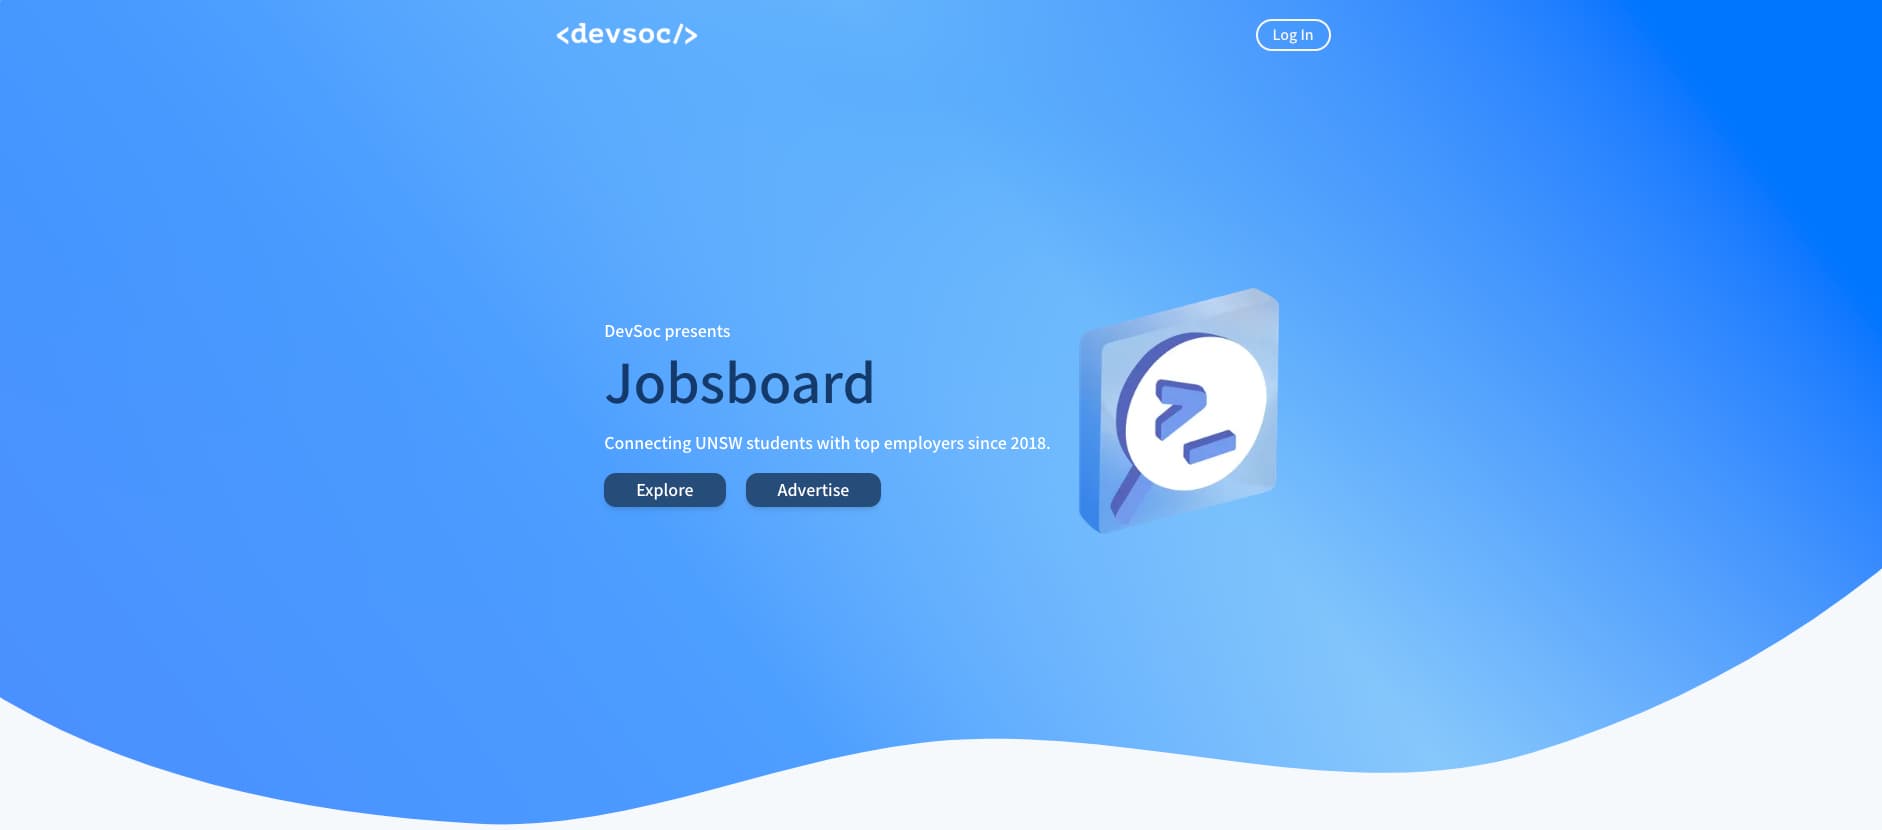 <devsoc/>
Log In
DevSoc presents
Jobsboard
Connecting UNSW students with top employers since 2018.
Explore
Advertise